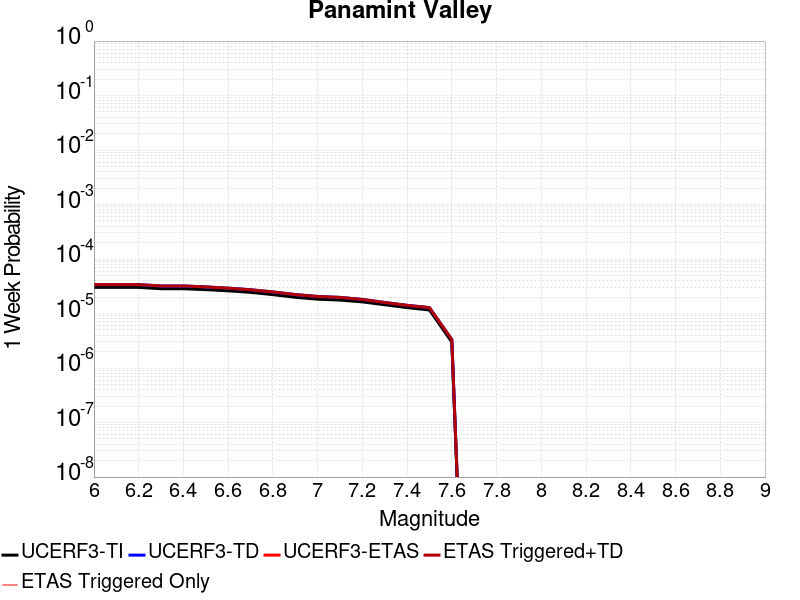 Panamint Valley
10^0
10^-1
10^-2
10^-3
10^-4
10^-5
10^-6
10^-7
10^-8
1 Week Probability
6 6.2 6.4 6.6 6.8 7 7.2 7.4 7.6 7.8 8 8.2 8.4 8.6 8.8 9
Magnitude
UCERF3-TI UCERF3-TD UCERF3-ETAS ETAS Triggered+TD
ETAS Triggered Only